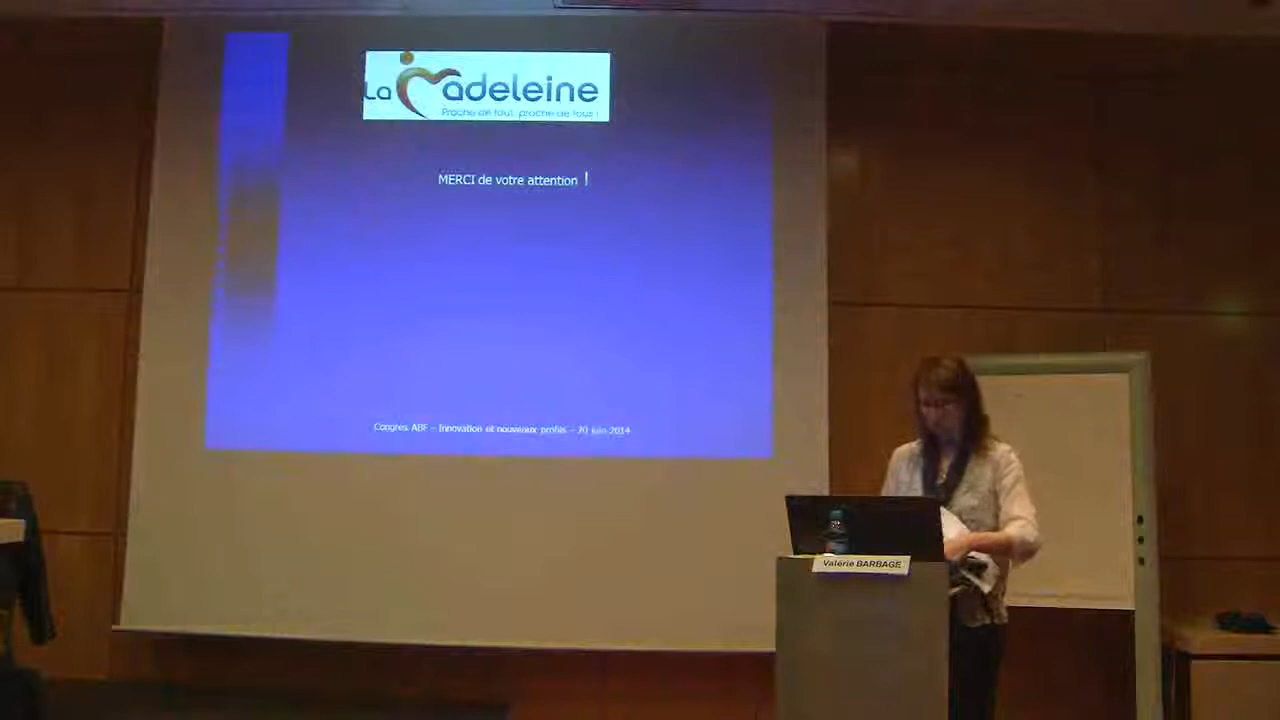 La Madeleine
Proche de tout, proche de tous !
MERCI de votre attention !
Congrès ABF - Innovation et nouveaux profils - 20 juin 2014
Valérie BARBAGE